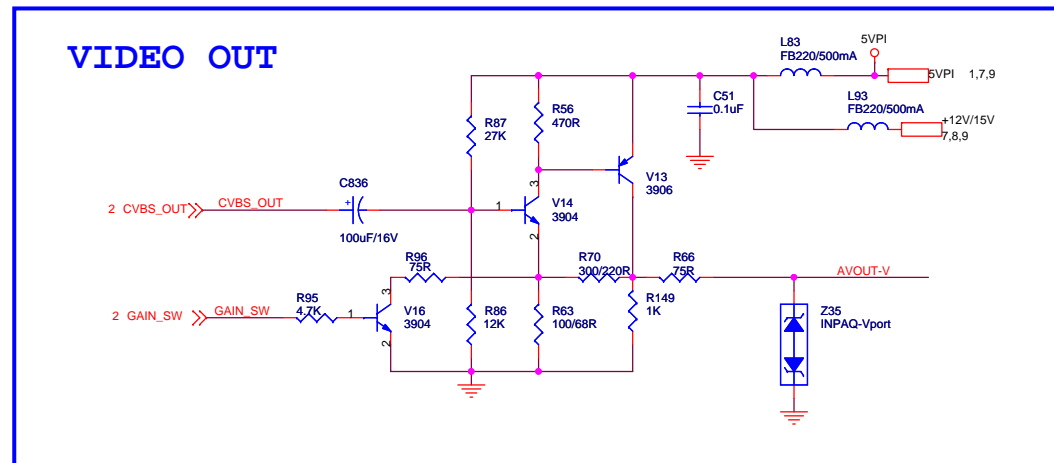 VIDEO OUT
L83
FB220/500mA
5VPI
5VPI 1,7,9
L93
FB220/500mA
+12V/15V
7,8,9
C51
0.1uF
R56
470R
R87
27K
V13
3906
C836
+
100uF/16V
2 CVBS_OUT
CVBS_OUT
1
3
2
V14
3904
R96
75R
R70
300/220R
R66
75R
AVOUT-V
2 GAIN_SW
GAIN_SW
R95
4.7K
1
3
2
V16
3904
R86
12K
R63
100/68R
R149
1K
Z35
INPAQ-Vport